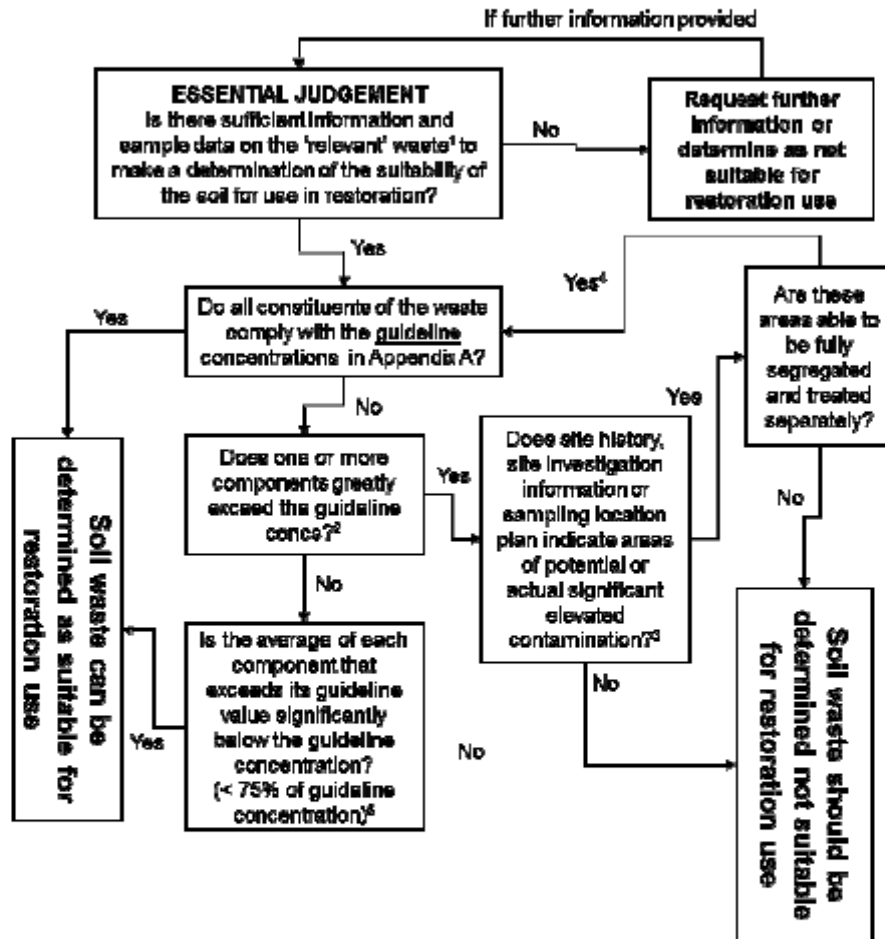 If further information provided
ESSENTIAL JUDGEMENT
Is there sufficient information and
sample data on the 'relevant' waste¹ to
make a determination of the suitability of
the soil for use in restoration?
No
Request further
information or
determine as not
suitable for
restoration use
Yes
Do all constituents of the waste
comply with the guideline
concentrations in Appendix A?
Yes
Yes⁴
Are these
areas able to
be fully
segregated
and treated
separately?
No
Does one or more
components greatly
exceed the guideline
concs?²
Yes
Does site history,
site investigation
information or
sampling location
plan indicate areas
of potential or
actual significant
elevated
contamination?³
Yes
No
No
No
Is the average of each
component that
exceeds its guideline
value significantly
below the guideline
concentration?
(< 75% of guideline
concentration)⁵
Yes
No
Soil waste can be
determined as suitable for
restoration use
Soil waste should be
determined not suitable
for restoration use